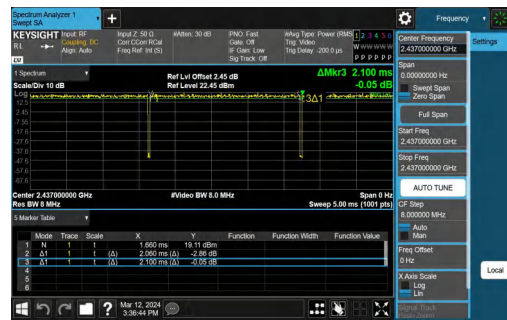 Spectrum Analyzer 1
Swept SA
+
Frequency
KEYSIGHT Input: RF
Coupling: DC
Align: Auto
Input Z: 50 Ω
Corr CCorr RCal
Freq Ref: Int (S)
#Atten: 30 dB
PNO: Fast
Gate: Off
IF Gain: Low
Sig Track: Off
#Avg Type: Power (RMS
Trig: Video
Trig Delay: -200.0 µs
1 2 3 4 5 6
W W W W W W
P P P P P P
RL
LW
1 Spectrum
Scale/Div 10 dB
Log
Ref Lvl Offset 2.45 dB
Ref Level 22.45 dBm
ΔMkr3 2.100 ms
-0.05 dB
3Δ1
12.5
2.45
-7.56
-17.6
-27.6
-37.6
-47.6
-57.6
-67.6
Center 2.437000000 GHz
Res BW 8 MHz
#Video BW 8.0 MHz
Span 0 Hz
Sweep 5.00 ms (1001 pts)
5 Marker Table
Mode Trace Scale X Y Function Function Width Function Value
1 N 1 t 1.660 ms 19.11 dBm
2 Δ1 1 t (Δ) 2.060 ms (Δ) -2.86 dB
3 Δ1 1 t (Δ) 2.100 ms (Δ) -0.05 dB
4
5
6
Mar 12, 2024
3:36:44 PM
?
Center Frequency
2.437000000 GHz
Span
0.00000000 Hz
Swept Span
Zero Span
Full Span
Start Freq
2.437000000 GHz
Stop Freq
2.437000000 GHz
AUTO TUNE
CF Step
8.000000 MHz
Auto
Man
Freq Offset
0 Hz
X Axis Scale
Log
Lin
Signal Track
Settings
Local